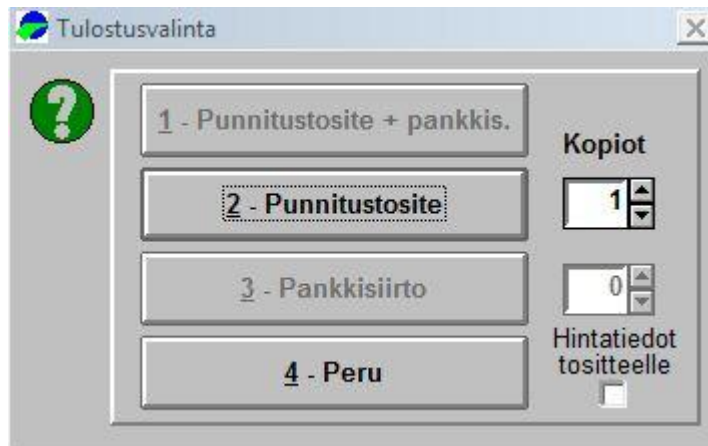 Tulostusvalinta
1 - Punnitustosite + pankkis.
Kopiot
2 - Punnitustosite
1
3 - Pankkisiirto
0
Hintatiedot
tositteelle
4 - Peru